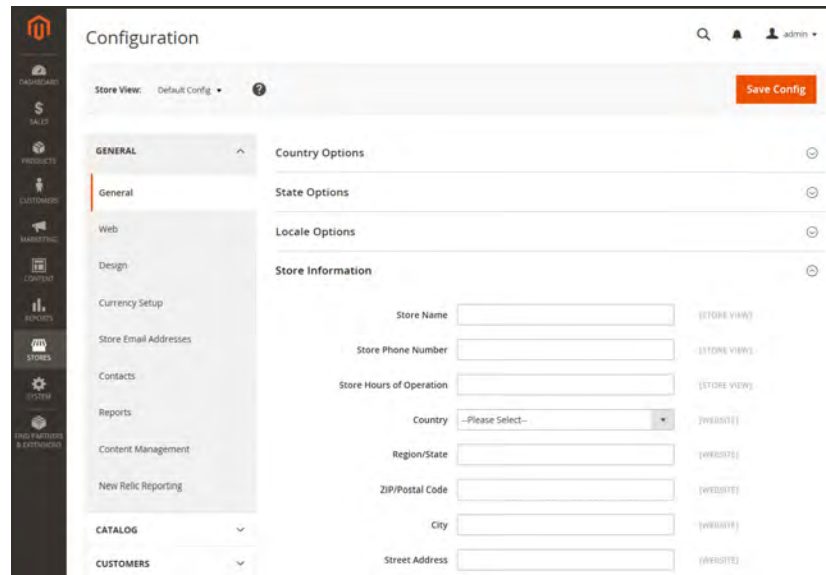 Configuration
admin
DASHBOARD
Store View: Default Config
?
Save Config
$
SALES
PRODUCTS
CUSTOMERS
MARKETING
CONTENT
REPORTS
STORES
SYSTEM
FIND PARTNERS
& EXTENSIONS
GENERAL
General
Web
Design
Currency Setup
Store Email Addresses
Contacts
Reports
Content Management
New Relic Reporting
CATALOG
CUSTOMERS
Country Options
State Options
Locale Options
Store Information
Store Name [STORE VIEW]
Store Phone Number [STORE VIEW]
Store Hours of Operation [STORE VIEW]
Country --Please Select-- [WEBSITE]
Region/State [WEBSITE]
ZIP/Postal Code [WEBSITE]
City [WEBSITE]
Street Address [WEBSITE]